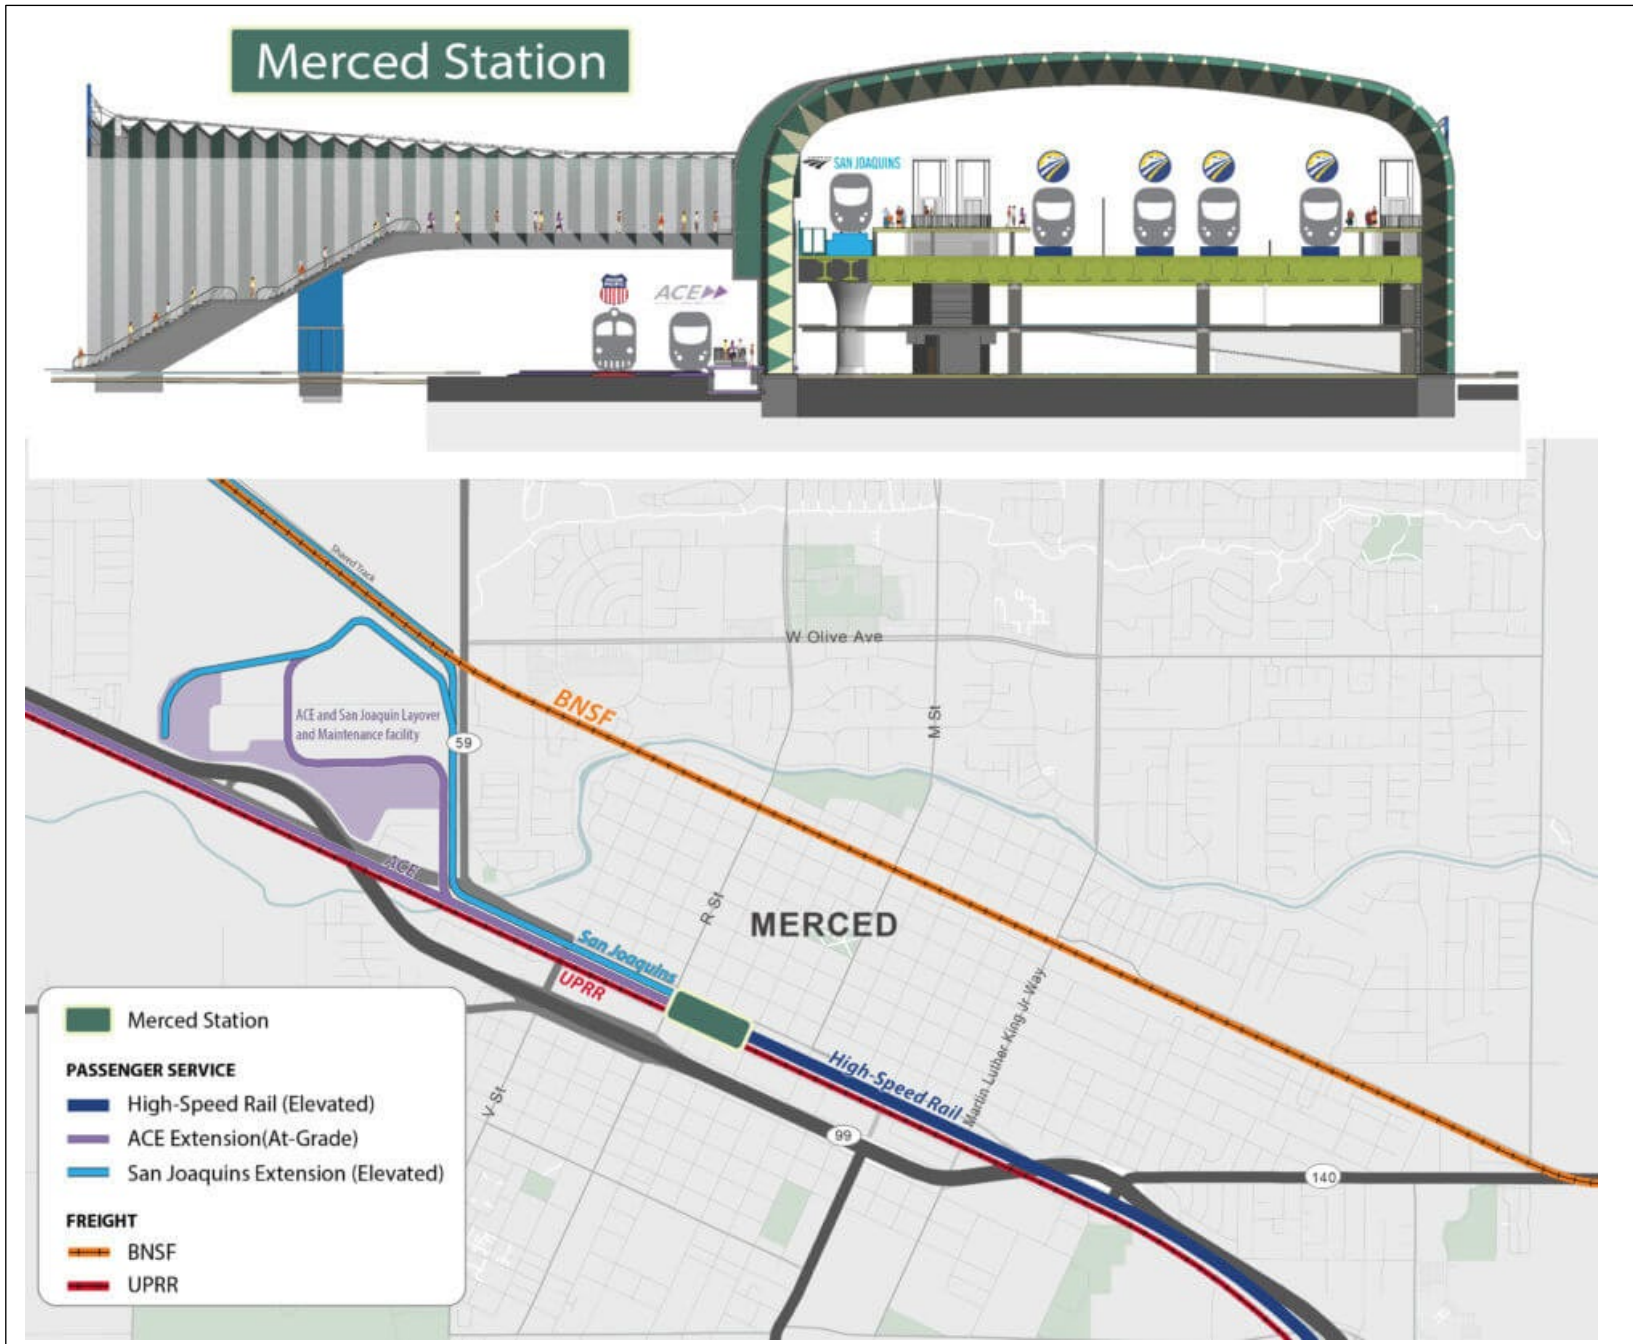 Merced Station
SAN JOAQUINS
ACE
Shared Track
W Olive Ave
BNSF
M St
ACE and San Joaquin Layover
and Maintenance facility
59
ACE
R St
MERCED
San Joaquins
UPRR
Martin Luther King Jr Way
High-Speed Rail
V St
99
140
Merced Station
PASSENGER SERVICE
High-Speed Rail (Elevated)
ACE Extension(At-Grade)
San Joaquins Extension (Elevated)
FREIGHT
BNSF
UPRR